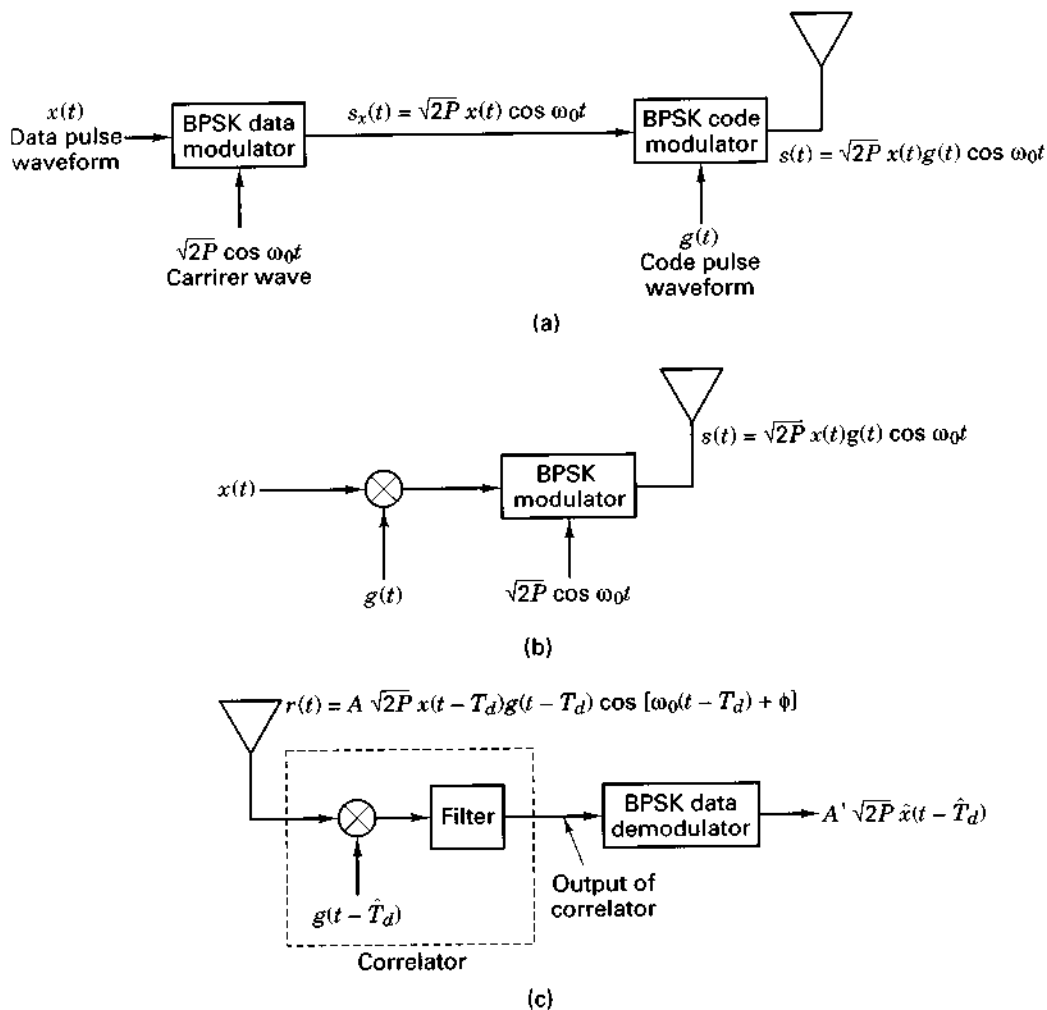 x(t)
Data pulse
waveform
BPSK data
modulator
s_x(t) = √2P x(t) cos ω₀t
BPSK code
modulator
s(t) = √2P x(t)g(t) cos ω₀t
√2P cos ω₀t
Carrirer wave
g(t)
Code pulse
waveform
(a)
s(t) = √2P x(t)g(t) cos ω₀t
x(t)
BPSK
modulator
g(t)
√2P cos ω₀t
(b)
r(t) = A √2P x(t − T_d)g(t − T_d) cos [ω₀(t − T_d) + ϕ]
Filter
BPSK data
demodulator
A' √2P x̂(t − T̂_d)
g(t − T̂_d)
Output of
correlator
Correlator
(c)